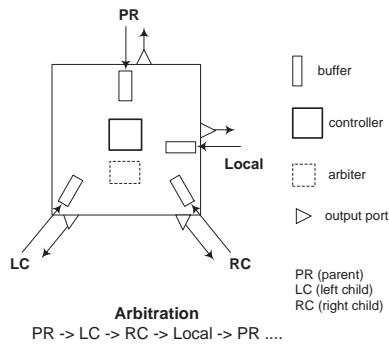 PR
buffer
controller
Local
arbiter
output port
LC
RC
PR (parent)
LC (left child)
RC (right child)
Arbitration
PR -> LC -> RC -> Local -> PR ....